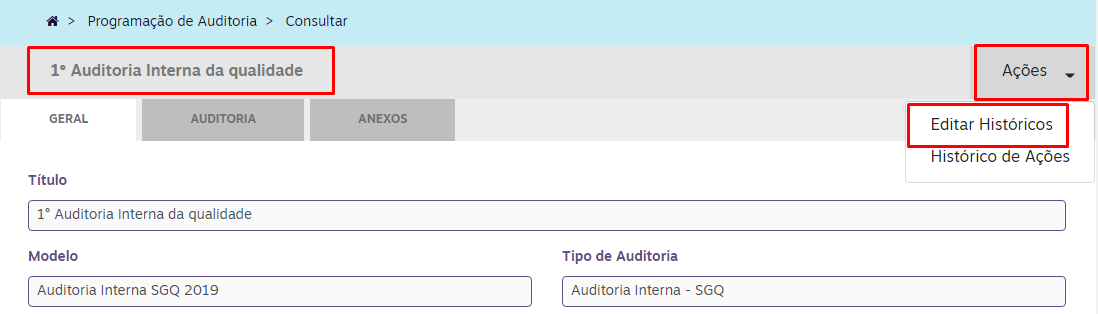 > Programação de Auditoria > Consultar
1° Auditoria Interna da qualidade
Ações
GERAL AUDITORIA ANEXOS
Editar Históricos
Histórico de Ações
Título
1° Auditoria Interna da qualidade
Modelo Tipo de Auditoria
Auditoria Interna SGQ 2019 Auditoria Interna - SGQ